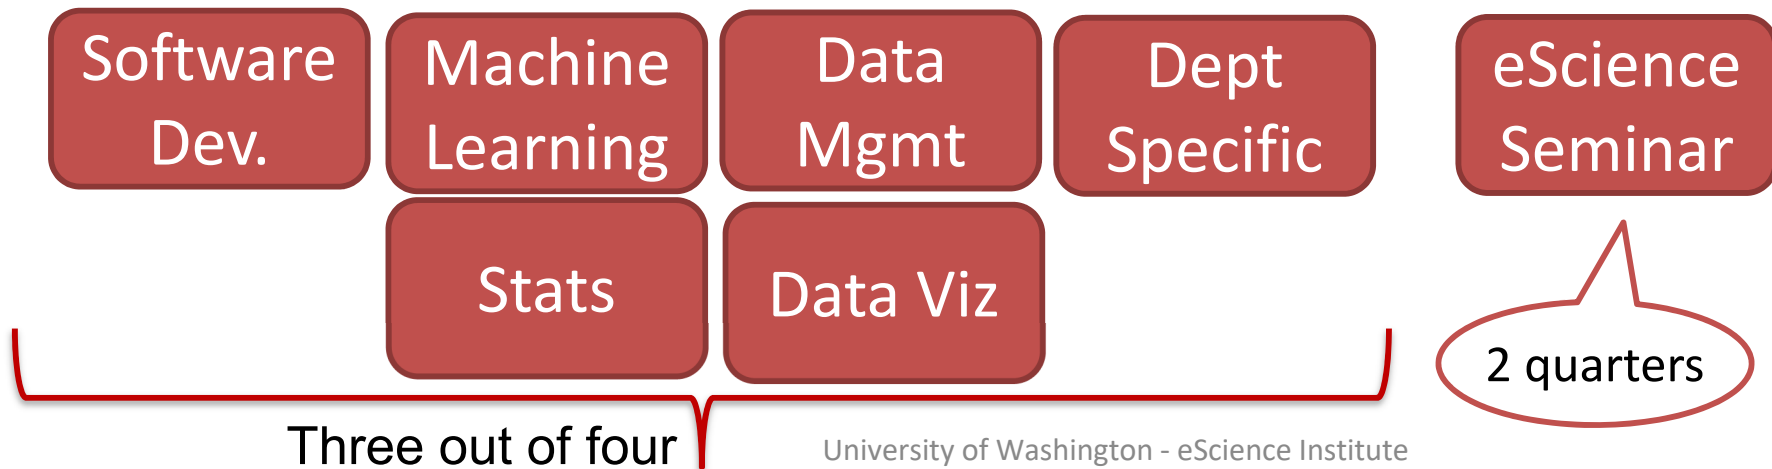 Software
Dev.
Machine
Learning
Data
Mgmt
Dept
Specific
eScience
Seminar
Stats
Data Viz
2 quarters
Three out of four
University of Washington - eScience Institute